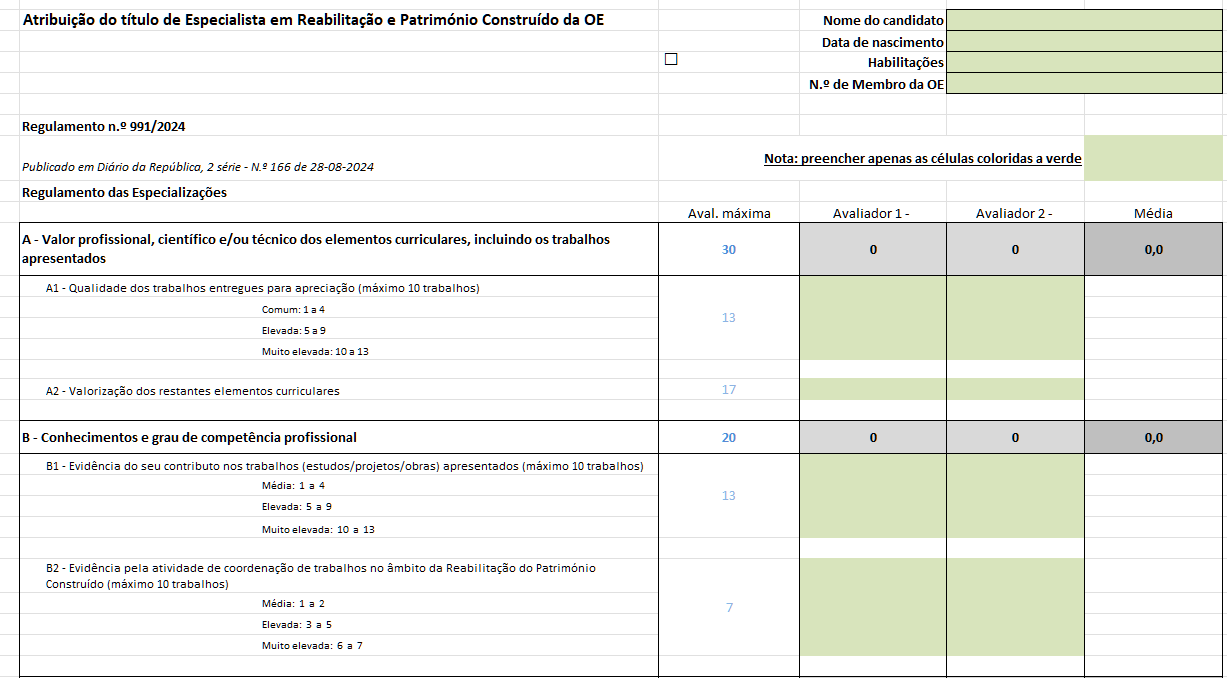 Atribuição do título de Especialista em Reabilitação e Património Construído da OE
Nome do candidato
Data de nascimento
Habilitações
N.º de Membro da OE
Regulamento n.º 991/2024
Publicado em Diário da República, 2 série - N.º 166 de 28-08-2024
Nota: preencher apenas as células coloridas a verde
Regulamento das Especializações
Aval. máxima Avaliador 1 - Avaliador 2 - Média
A - Valor profissional, científico e/ou técnico dos elementos curriculares, incluindo os trabalhos
apresentados
30 0 0 0,0
A1 - Qualidade dos trabalhos entregues para apreciação (máximo 10 trabalhos)
Comum: 1 a 4
Elevada: 5 a 9
Muito elevada: 10 a 13
13
A2 - Valorização dos restantes elementos curriculares 17
B - Conhecimentos e grau de competência profissional 20 0 0 0,0
B1 - Evidência do seu contributo nos trabalhos (estudos/projetos/obras) apresentados (máximo 10 trabalhos)
Média: 1 a 4
Elevada: 5 a 9
Muito elevada: 10 a 13
13
B2 - Evidência pela atividade de coordenação de trabalhos no âmbito da Reabilitação do Património
Construído (máximo 10 trabalhos)
Média: 1 a 2
Elevada: 3 a 5
Muito elevada: 6 a 7
7